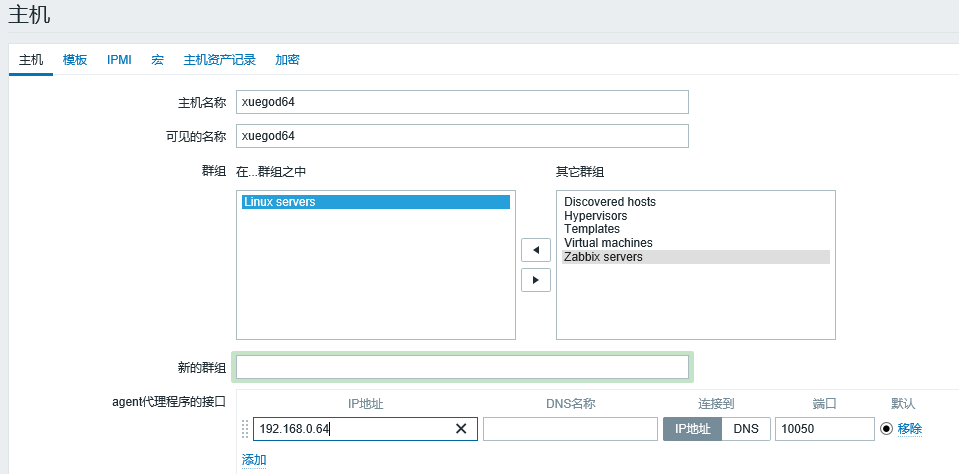 主机
主机 模板 IPMI 宏 主机资产记录 加密
主机名称 xuegod64
可见的名称 xuegod64
群组 在...群组之中 其它群组
Linux servers
Discovered hosts
Hypervisors
Templates
Virtual machines
Zabbix servers
新的群组
agent代理程序的接口 IP地址 DNS名称 连接到 端口 默认
192.168.0.64 IP地址 DNS 10050 移除
添加